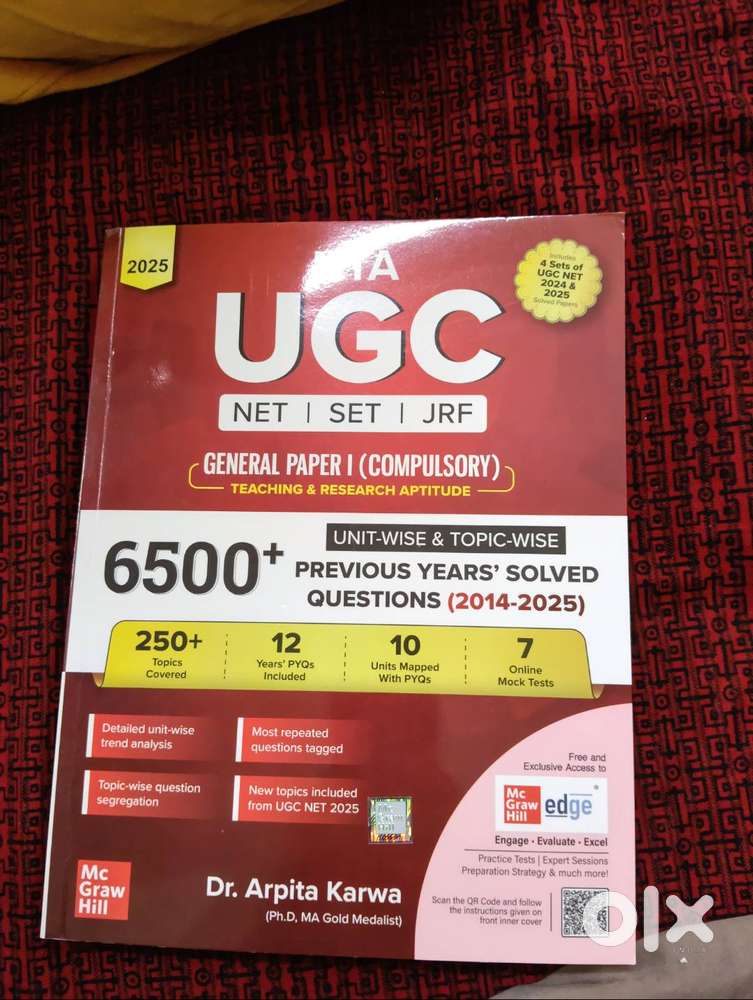 2025
NTA
UGC
NET | SET | JRF
Includes
4 Sets of
UGC NET
2024 &
2025
Solved Papers
GENERAL PAPER I (COMPULSORY)
TEACHING & RESEARCH APTITUDE
UNIT-WISE & TOPIC-WISE
6500+
PREVIOUS YEARS' SOLVED
QUESTIONS (2014-2025)
250+
Topics
Covered
12
Years' PYQs
Included
10
Units Mapped
With PYQs
7
Online
Mock Tests
Detailed unit-wise
trend analysis
Most repeated
questions tagged
Topic-wise question
segregation
New topics included
from UGC NET 2025
Free and
Exclusive Access to
Mc
Graw
Hill
edge
Engage • Evaluate • Excel
Practice Tests | Expert Sessions
Preparation Strategy & much more!
Scan the QR Code and follow
the instructions given on
front inner cover
Mc
Graw
Hill
Dr. Arpita Karwa
(Ph.D, MA Gold Medalist)
olx
INDIA